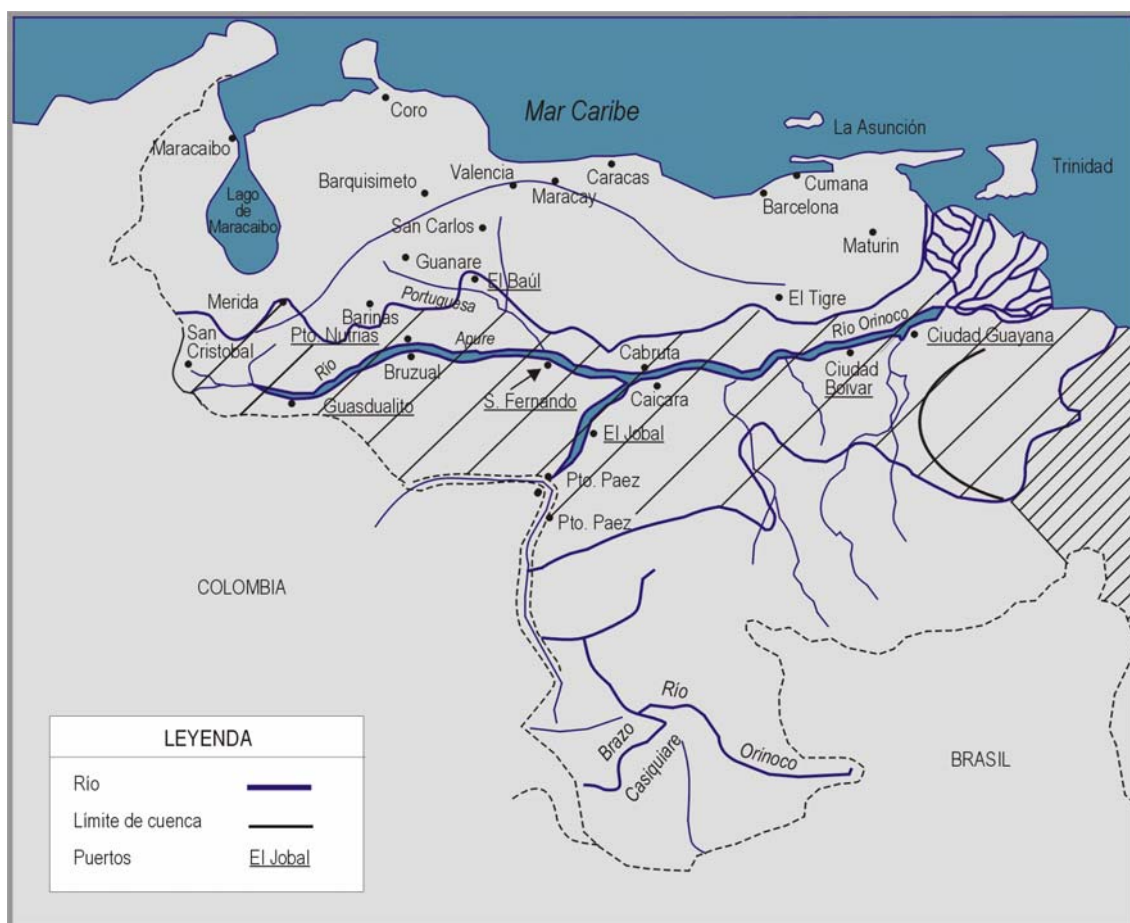 Coro
Mar Caribe
La Asunción
Maracaibo
Trinidad
Valencia
Caracas
Barquisimeto
Maracay
Cumana
Barcelona
Lago
de
Maracaibo
San Carlos
Maturin
Guanare
El Baúl
Merida
Portuguesa
El Tigre
Barinas
San
Cristobal
Pto. Nutrias
Apure
Río Orinoco
Ciudad Guayana
Río
Bruzual
Cabruta
Ciudad
Boívar
Guasdualito
S. Fernando
Caicara
El Jobal
Pto. Paez
Pto. Paez
COLOMBIA
Río
Brazo
Casiquiare
Orinoco
BRASIL
LEYENDA
Río
Límite de cuenca
Puertos
El Jobal